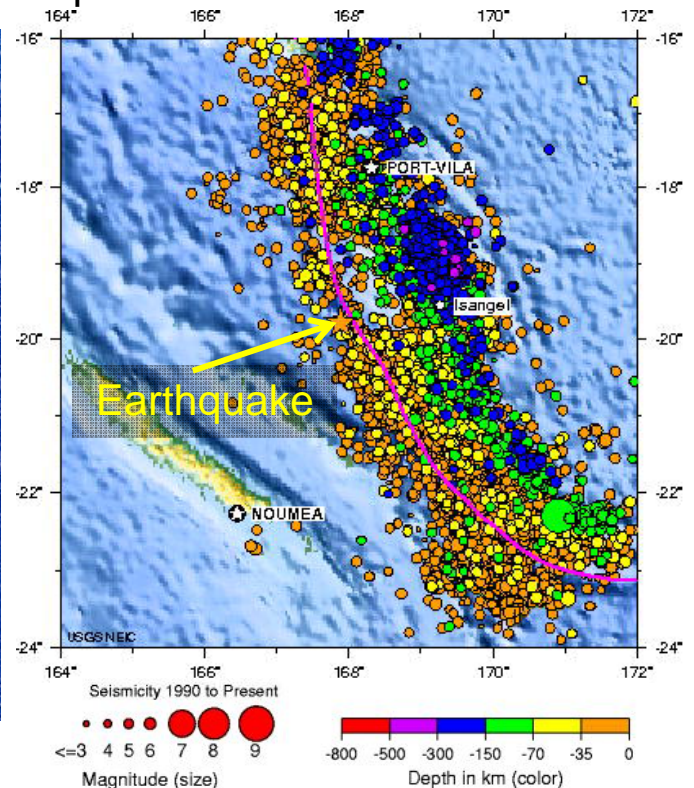 164° 166° 168° 170° 172°
-16° -16°
PORT-VILA
-18° -18°
Isangel
-20° -20°
Earthquake
-22° -22°
NOUMEA
-24° -24°
USGS NEIC
164° 166° 168° 170° 172°
Seismicity 1990 to Present
<=3 4 5 6 7 8 9
Magnitude (size)
-800 -500 -300 -150 -70 -35 0
Depth in km (color)